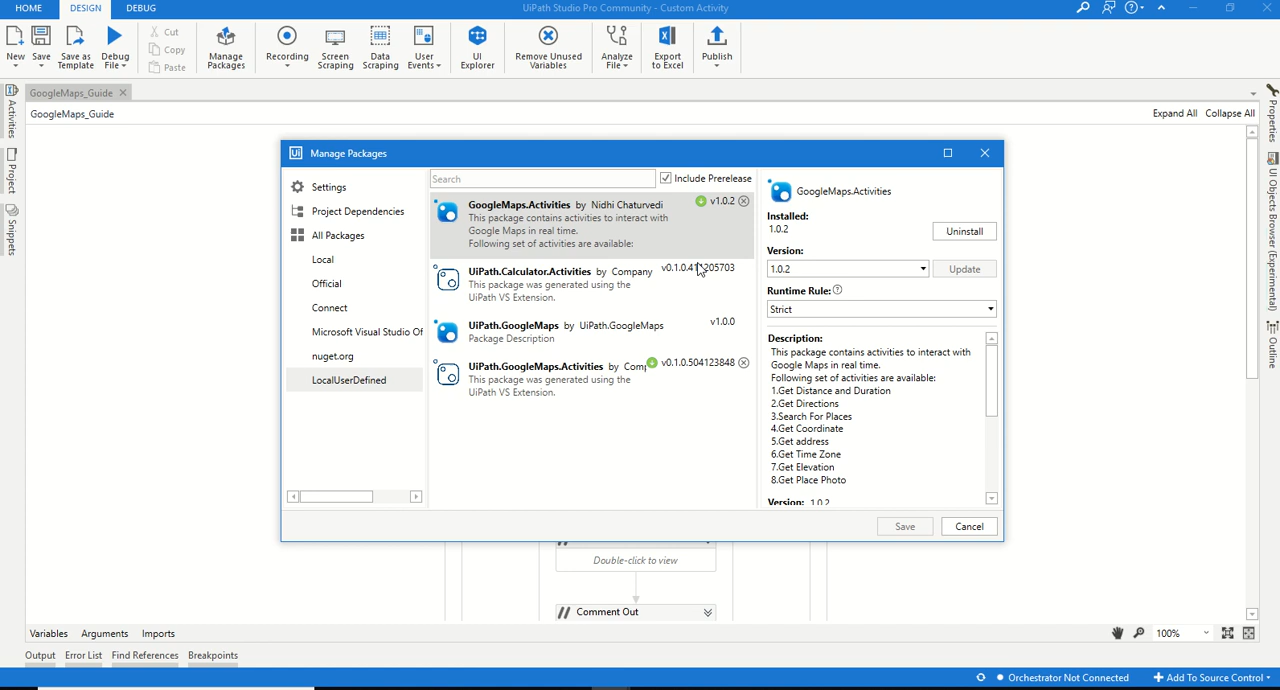 HOME DESIGN DEBUG UiPath Studio Pro Community - Custom Activity
New Save Save as Template Debug File Cut Copy Paste Manage Packages Recording Screen Scraping Data Scraping User Events UI Explorer Remove Unused Variables Analyze File Export to Excel Publish
GoogleMaps_Guide
GoogleMaps_Guide Expand All Collapse All
Activities
Project
Snippets
Properties
UI Objects Browser (Experimental)
Outline
Ui Manage Packages
Settings
Project Dependencies
All Packages
Local
Official
Connect
Microsoft Visual Studio Of
nuget.org
LocalUserDefined
Search Include Prerelease
GoogleMaps.Activities by Nidhi Chaturvedi v1.0.2
This package contains activities to interact with
Google Maps in real time.
Following set of activities are available:
UiPath.Calculator.Activities by Company
This package was generated using the
UiPath VS Extension.
UiPath.GoogleMaps by UiPath.GoogleMaps v1.0.0
Package Description
UiPath.GoogleMaps.Activities by Com v0.1.0.504123848
This package was generated using the
UiPath VS Extension.
GoogleMaps.Activities
Installed:
1.0.2 Uninstall
Version:
1.0.2 Update
Runtime Rule:
Strict
Description:
This package contains activities to interact with
Google Maps in real time.
Following set of activities are available:
1.Get Distance and Duration
2.Get Directions
3.Search For Places
4.Get Coordinate
5.Get address
6.Get Time Zone
7.Get Elevation
8.Get Place Photo
Version: 1.0.2
Save Cancel
Double-click to view
// Comment Out
Variables Arguments Imports 100%
Output Error List Find References Breakpoints
Orchestrator Not Connected Add To Source Control